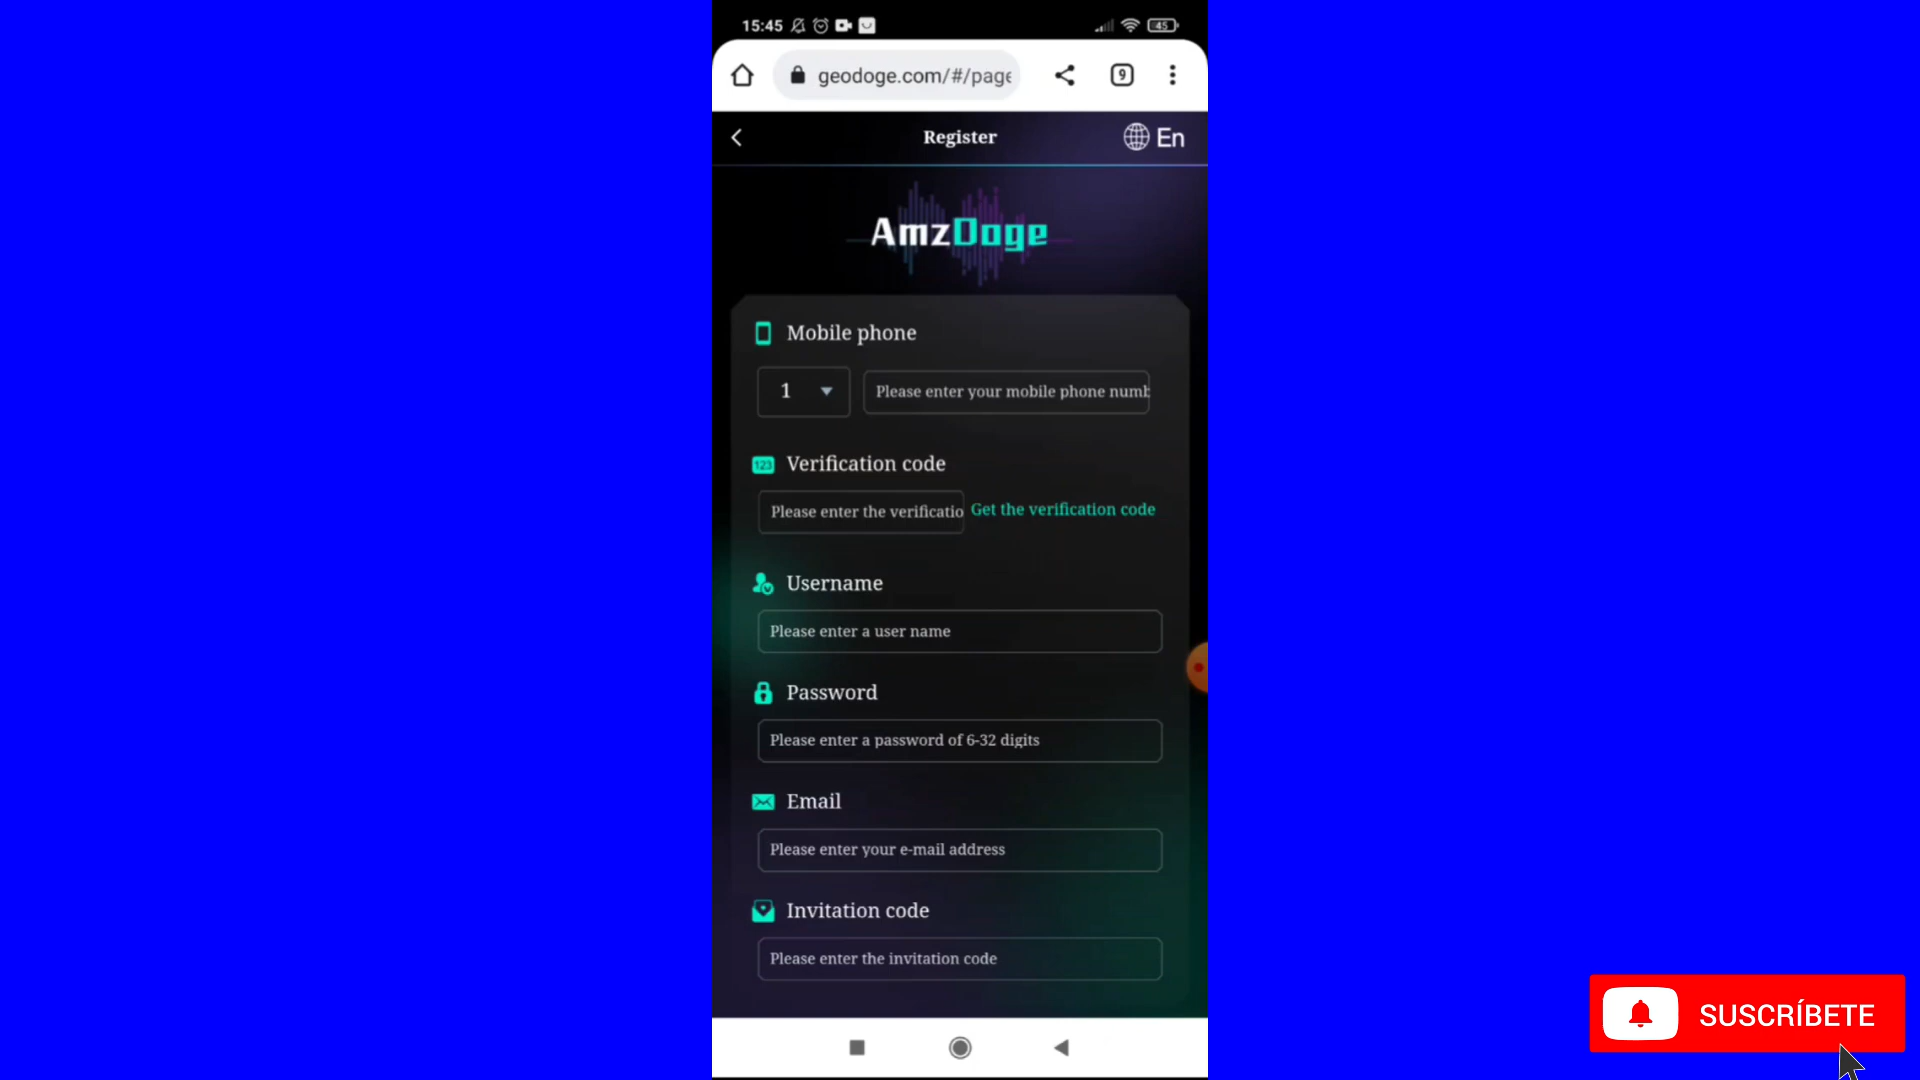 15:45
45
geodoge.com/#/page
9
Register
En
AmzDoge
Mobile phone
1
Please enter your mobile phone numb
Verification code
123
Please enter the verificatio
Get the verification code
Username
Please enter a user name
Password
Please enter a password of 6-32 digits
Email
Please enter your e-mail address
Invitation code
Please enter the invitation code
SUSCRÍBETE